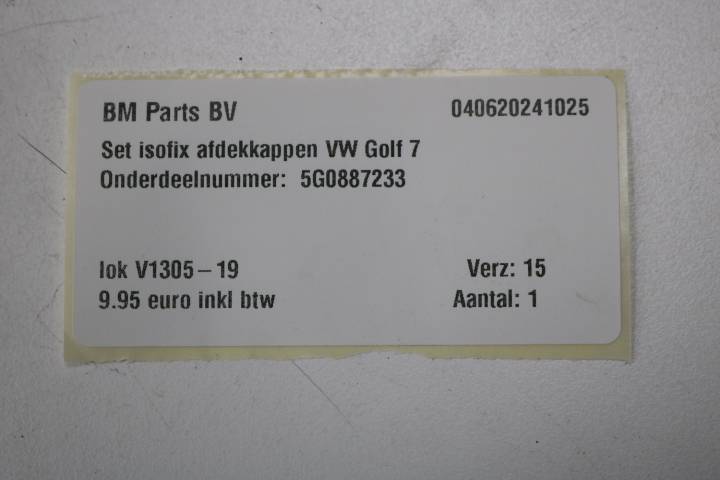 BM Parts BV 040620241025
Set isofix afdekkappen VW Golf 7
Onderdeelnummer: 5G0887233
lok V1305-19 Verz: 15
9.95 euro inkl btw Aantal: 1